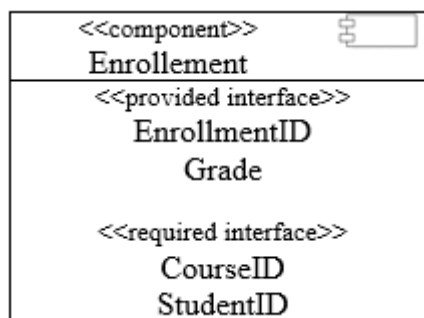 <<component>>
Enrollement
<<provided interface>>
EnrollmentID
Grade
<<required interface>>
CourseID
StudentID